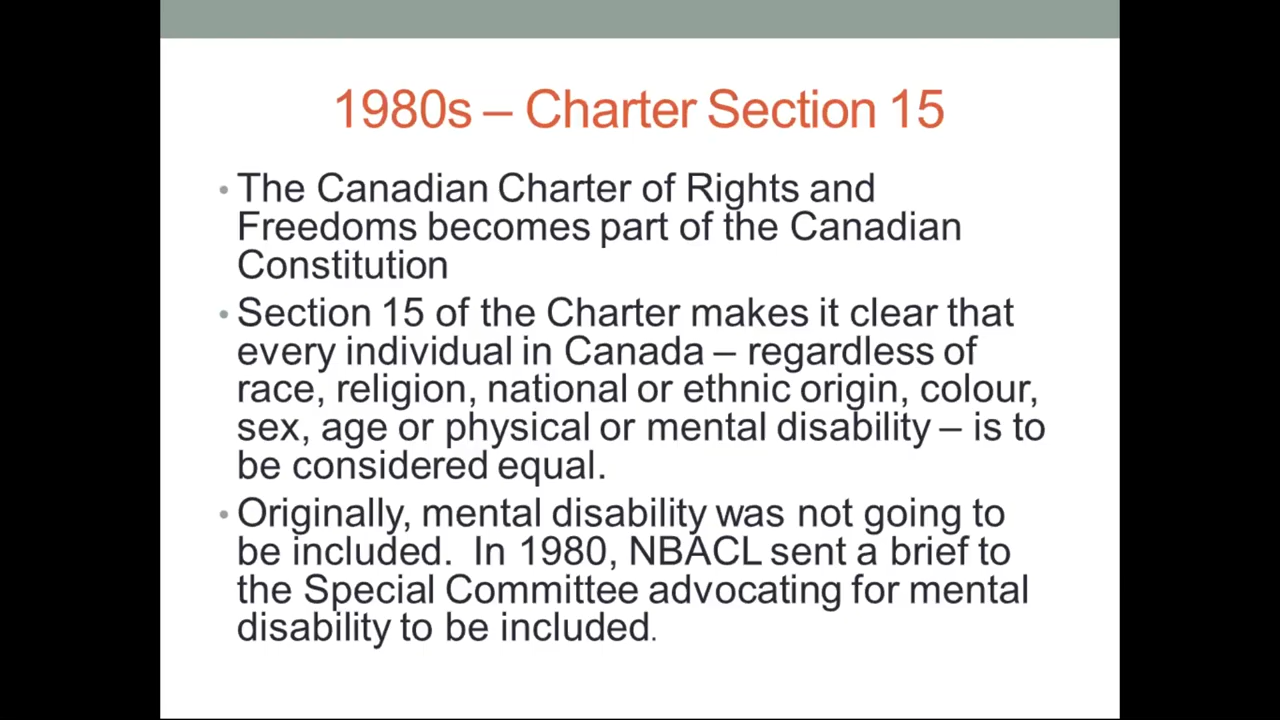 1980s – Charter Section 15
• The Canadian Charter of Rights and
Freedoms becomes part of the Canadian
Constitution
• Section 15 of the Charter makes it clear that
every individual in Canada – regardless of
race, religion, national or ethnic origin, colour,
sex, age or physical or mental disability – is to
be considered equal.
• Originally, mental disability was not going to
be included.  In 1980, NBACL sent a brief to
the Special Committee advocating for mental
disability to be included.